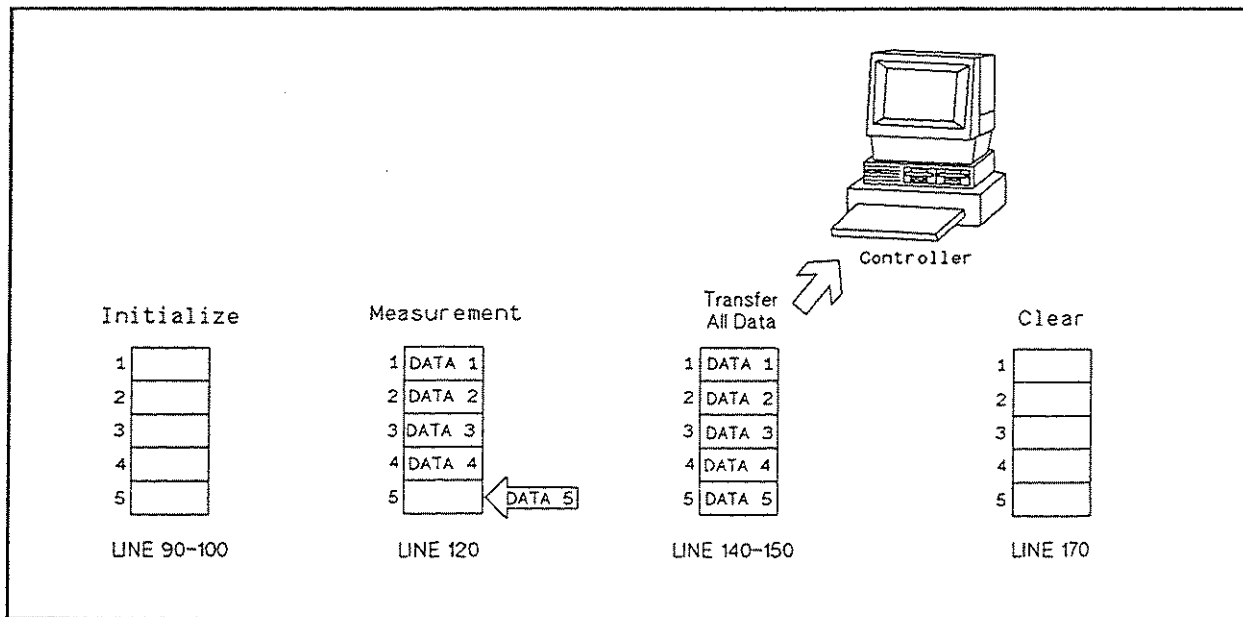 Controller
Initialize
1
2
3
4
5
LINE 90-100
Measurement
1 DATA 1
2 DATA 2
3 DATA 3
4 DATA 4
5 DATA 5
LINE 120
Transfer
All Data
1 DATA 1
2 DATA 2
3 DATA 3
4 DATA 4
5 DATA 5
LINE 140-150
Clear
1
2
3
4
5
LINE 170